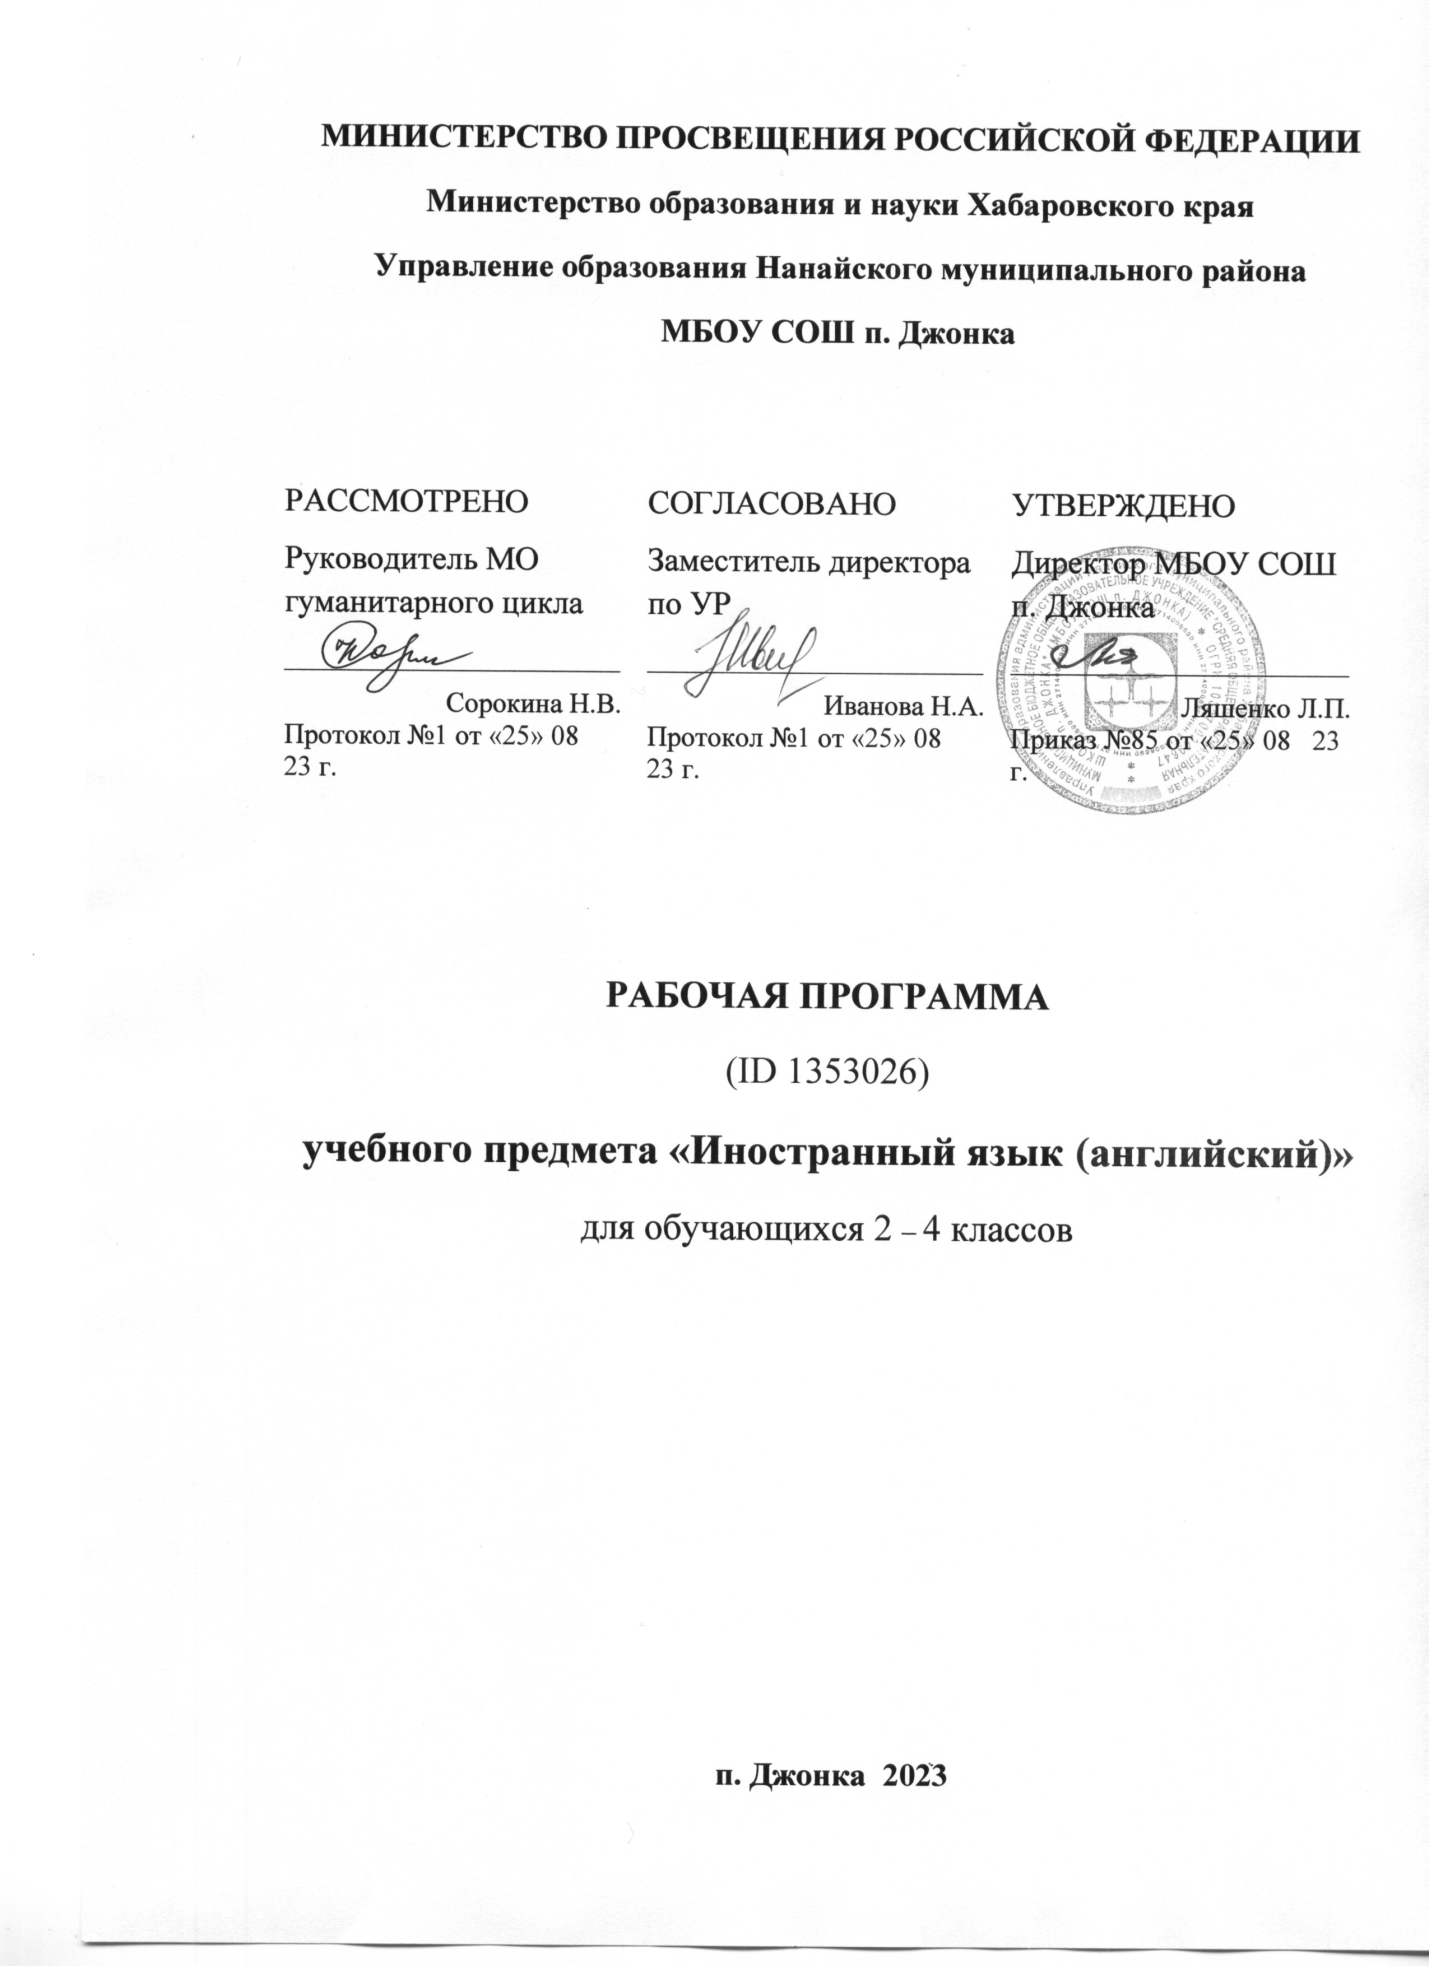 МИНИСТЕРСТВО ПРОСВЕЩЕНИЯ РОССИЙСКОЙ ФЕДЕРАЦИИ
Министерство образования и науки Хабаровского края
Управление образования Нанайского муниципального района
МБОУ СОШ п. Джонка
РАССМОТРЕНО
Руководитель МО
гуманитарного цикла
Сорокина Н.В.
Протокол №1 от «25» 08
23 г.
СОГЛАСОВАНО
Заместитель директора
по УР
Иванова Н.А.
Протокол №1 от «25» 08
23 г.
УТВЕРЖДЕНО
Директор МБОУ СОШ
п. Джонка
Ляпенко Л.П.
Приказ №85 от «25» 08 23
г.
РАБОЧАЯ ПРОГРАММА
(ID 1353026)
учебного предмета «Иностранный язык (английский)»
для обучающихся 2 – 4 классов
п. Джонка 2023